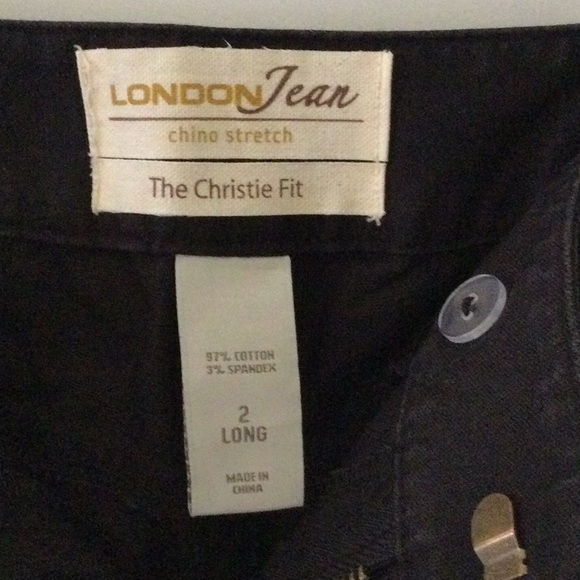 LONDON Jean
chino stretch
The Christie Fit
97% COTTON
3% SPANDEX
2
LONG
MADE IN
CHINA